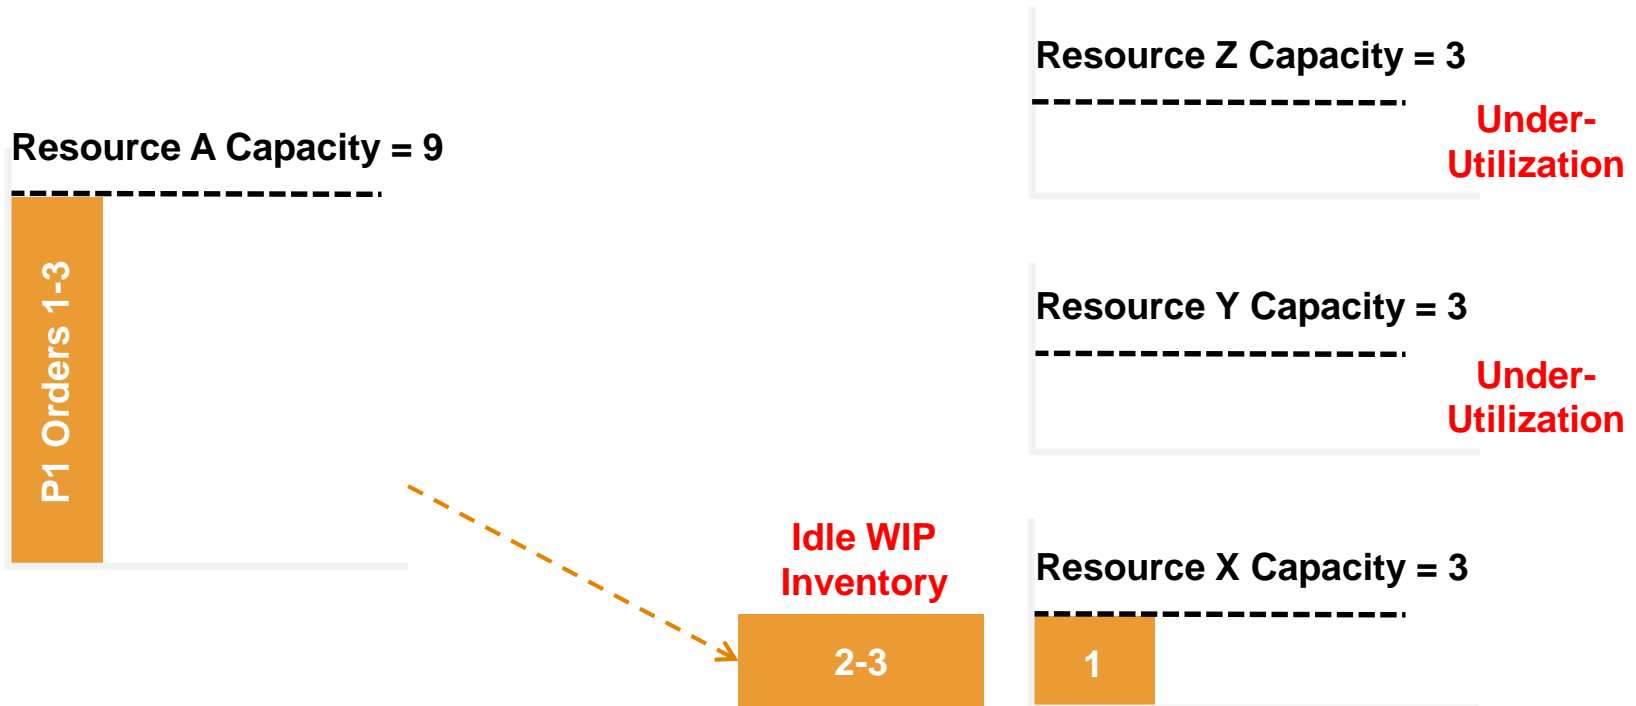 Resource A Capacity = 9
P1 Orders 1-3
Idle WIP
Inventory
2-3
Resource Z Capacity = 3
Under-
Utilization
Resource Y Capacity = 3
Under-
Utilization
Resource X Capacity = 3
1